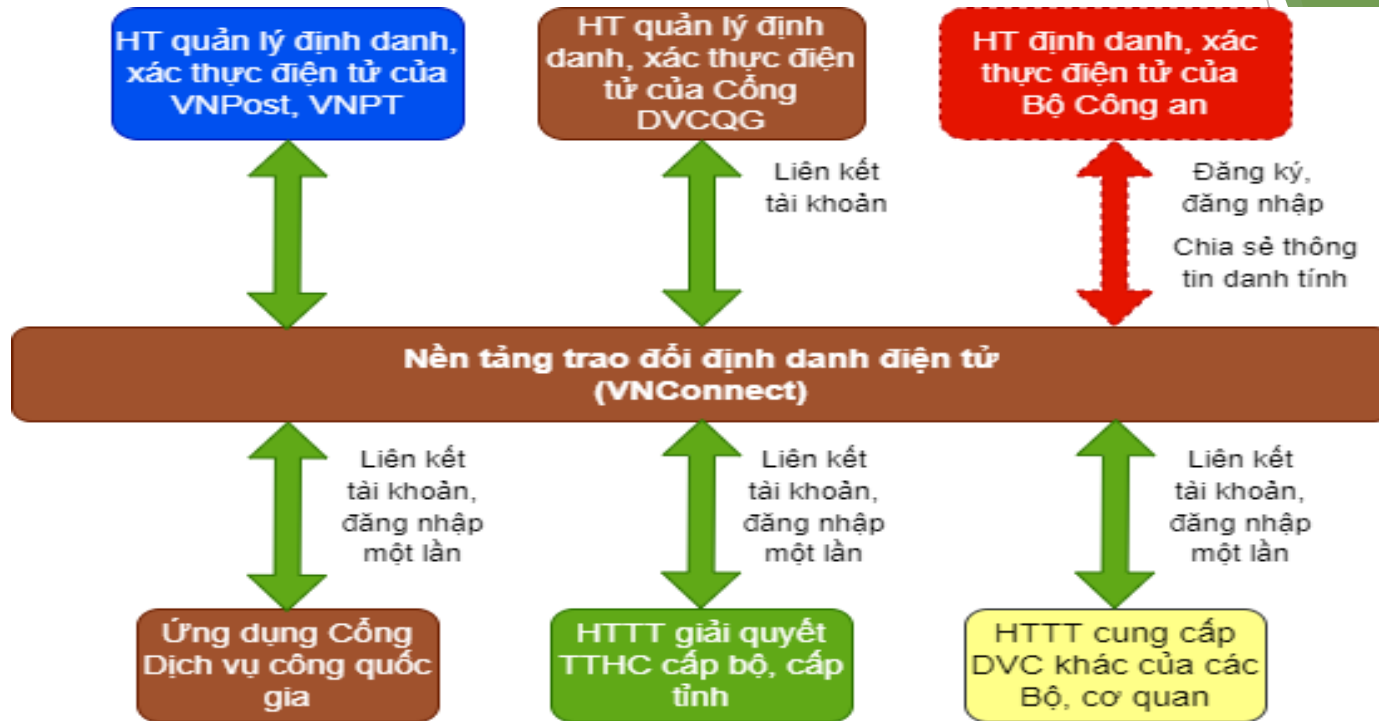 HT quản lý định danh,
xác thực điện tử của
VNPost, VNPT
HT quản lý định
danh, xác thực điện
tử của Cổng
DVCQG
HT định danh, xác
thực điện tử của
Bộ Công an
Liên kết
tài khoản
Đăng ký,
đăng nhập
Chia sẻ thông
tin danh tính
Nền tảng trao đổi định danh điện tử
(VNConnect)
Liên kết
tài khoản,
đăng nhập
một lần
Liên kết
tài khoản,
đăng nhập
một lần
Liên kết
tài khoản,
đăng nhập
một lần
Ứng dụng Cổng
Dịch vụ công quốc
gia
HTTT giải quyết
TTHC cấp bộ, cấp
tỉnh
HTTT cung cấp
DVC khác của các
Bộ, cơ quan